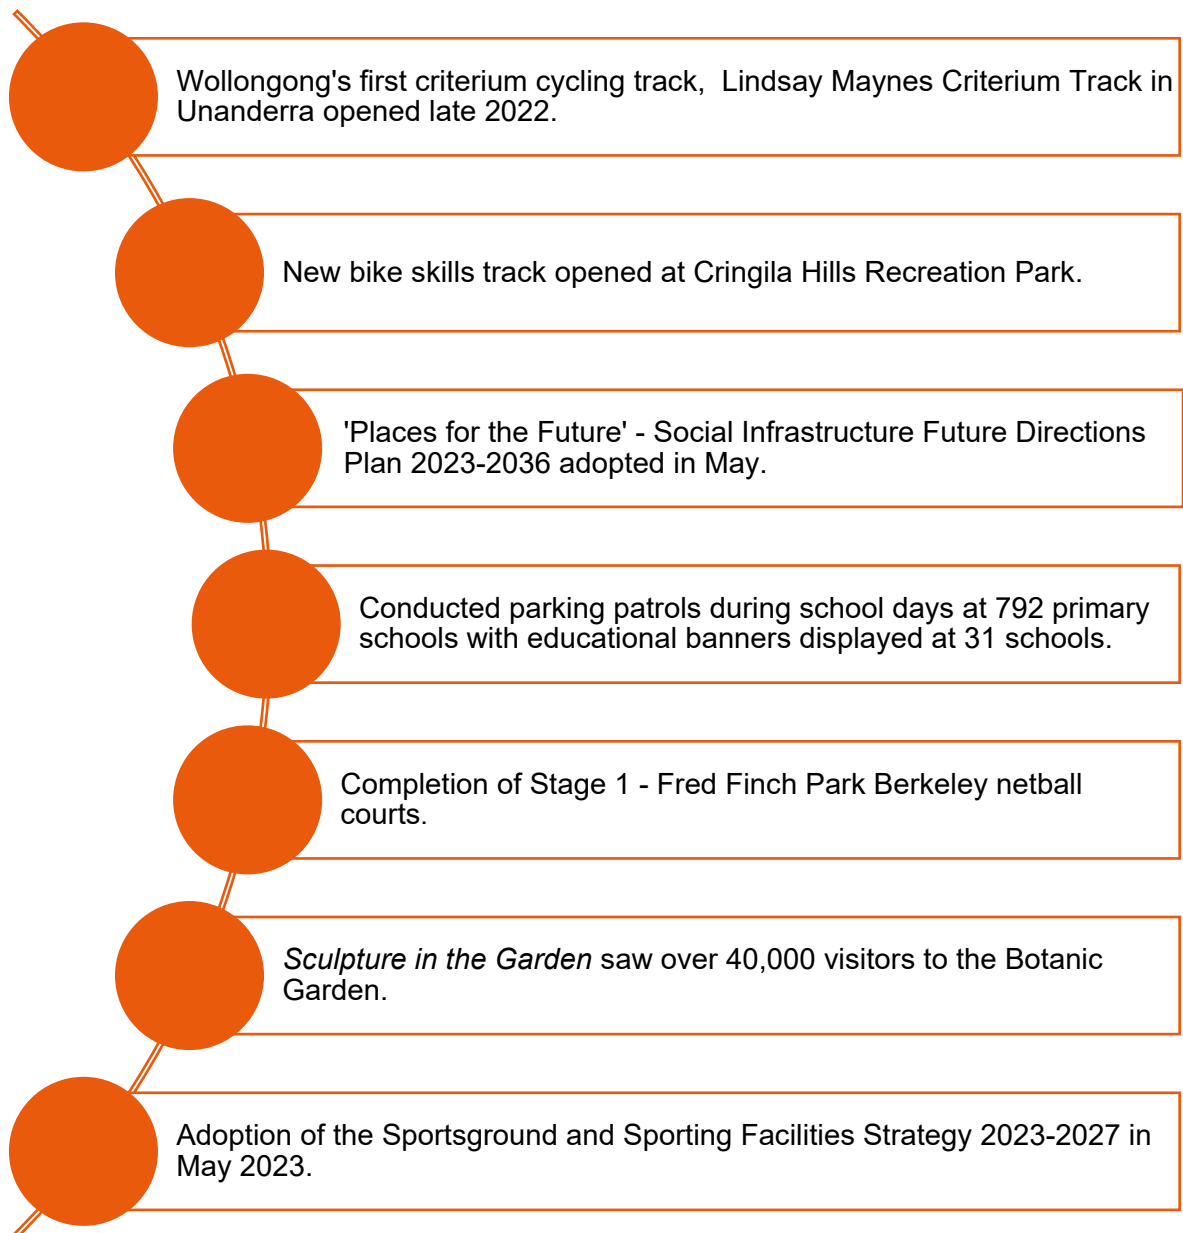 Wollongong's first criterium cycling track,  Lindsay Maynes Criterium Track in
Unanderra opened late 2022.
New bike skills track opened at Cringila Hills Recreation Park.
'Places for the Future' - Social Infrastructure Future Directions
Plan 2023-2036 adopted in May.
Conducted parking patrols during school days at 792 primary
schools with educational banners displayed at 31 schools.
Completion of Stage 1 - Fred Finch Park Berkeley netball
courts.
Sculpture in the Garden saw over 40,000 visitors to the Botanic
Garden.
Adoption of the Sportsground and Sporting Facilities Strategy 2023-2027 in
May 2023.